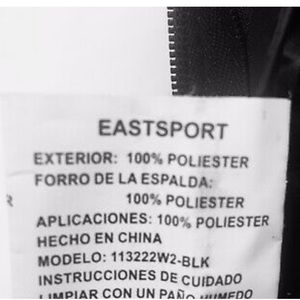 EASTSPORT
EXTERIOR: 100% POLIESTER
FORRO DE LA ESPALDA:
100% POLIESTER
R
APLICACIONES: 100% POLIESTER
HECHO EN CHINA
MODELO: 113222W2-BLK
INSTRUCCIONES DE CUIDADO
LIMPIAR CON UN PAÑO HUMEDO